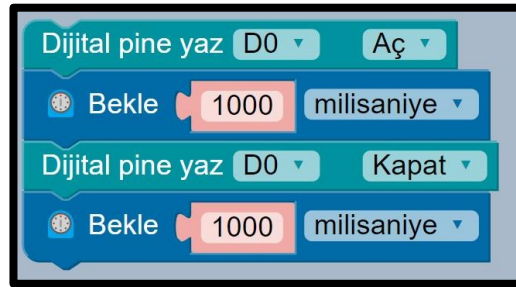 Dijital pine yaz D0 Aç
Bekle 1000 milisaniye
Dijital pine yaz D0 Kapat
Bekle 1000 milisaniye